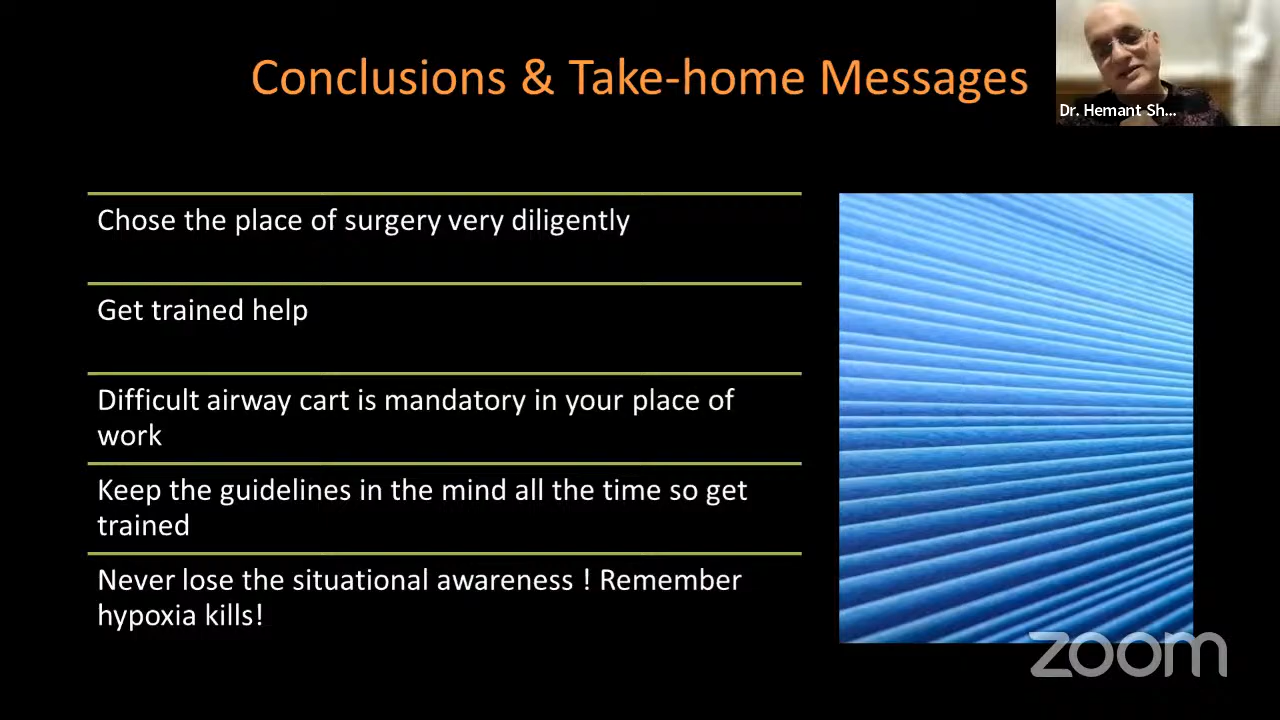 Conclusions & Take-home Messages
Dr. Hemant Sh...
Chose the place of surgery very diligently
Get trained help
Difficult airway cart is mandatory in your place of
work
Keep the guidelines in the mind all the time so get
trained
Never lose the situational awareness ! Remember
hypoxia kills!
zoom